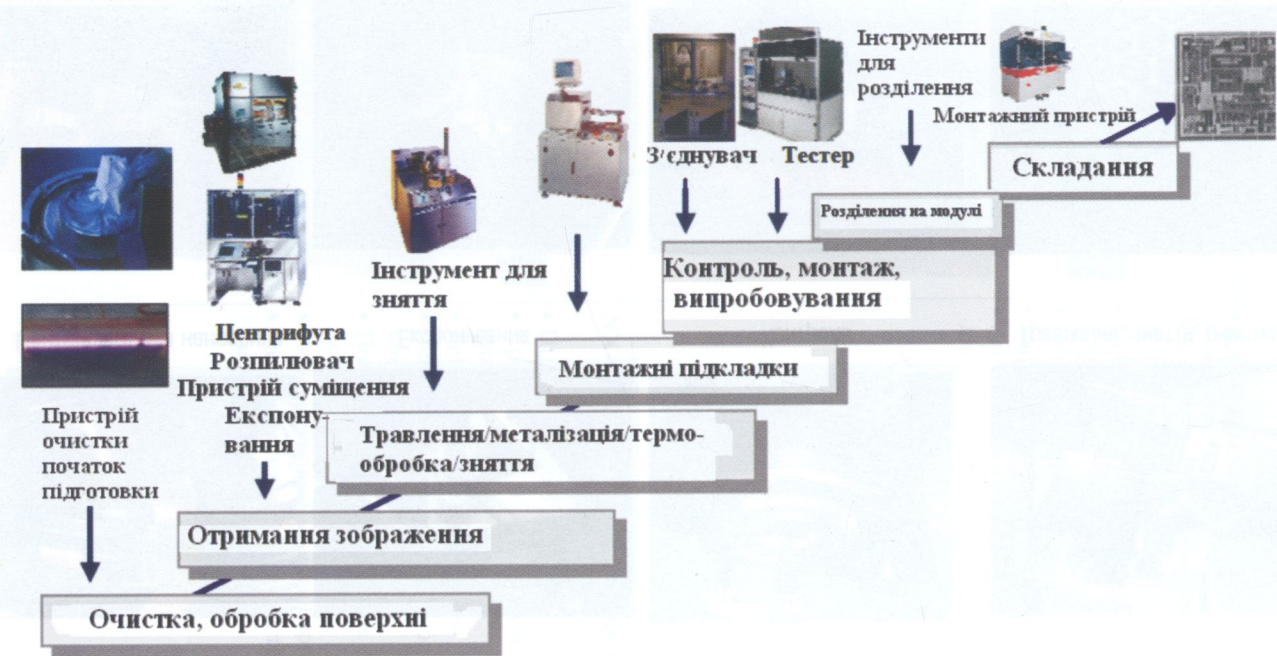 Інструменти
для
розділення
Монтажний пристрій
З'єднувач
Тестер
Складання
Розділення на модулі
Інструмент для
зняття
Контроль, монтаж,
випробовування
Центрифуга
Розпилювач
Пристрій суміщення
Експону-
вання
Монтажні підкладки
Пристрій
очистки
початок
підготовки
Травлення/металізація/термо-
обробка/зняття
Отримання зображення
Очистка, обробка поверхні